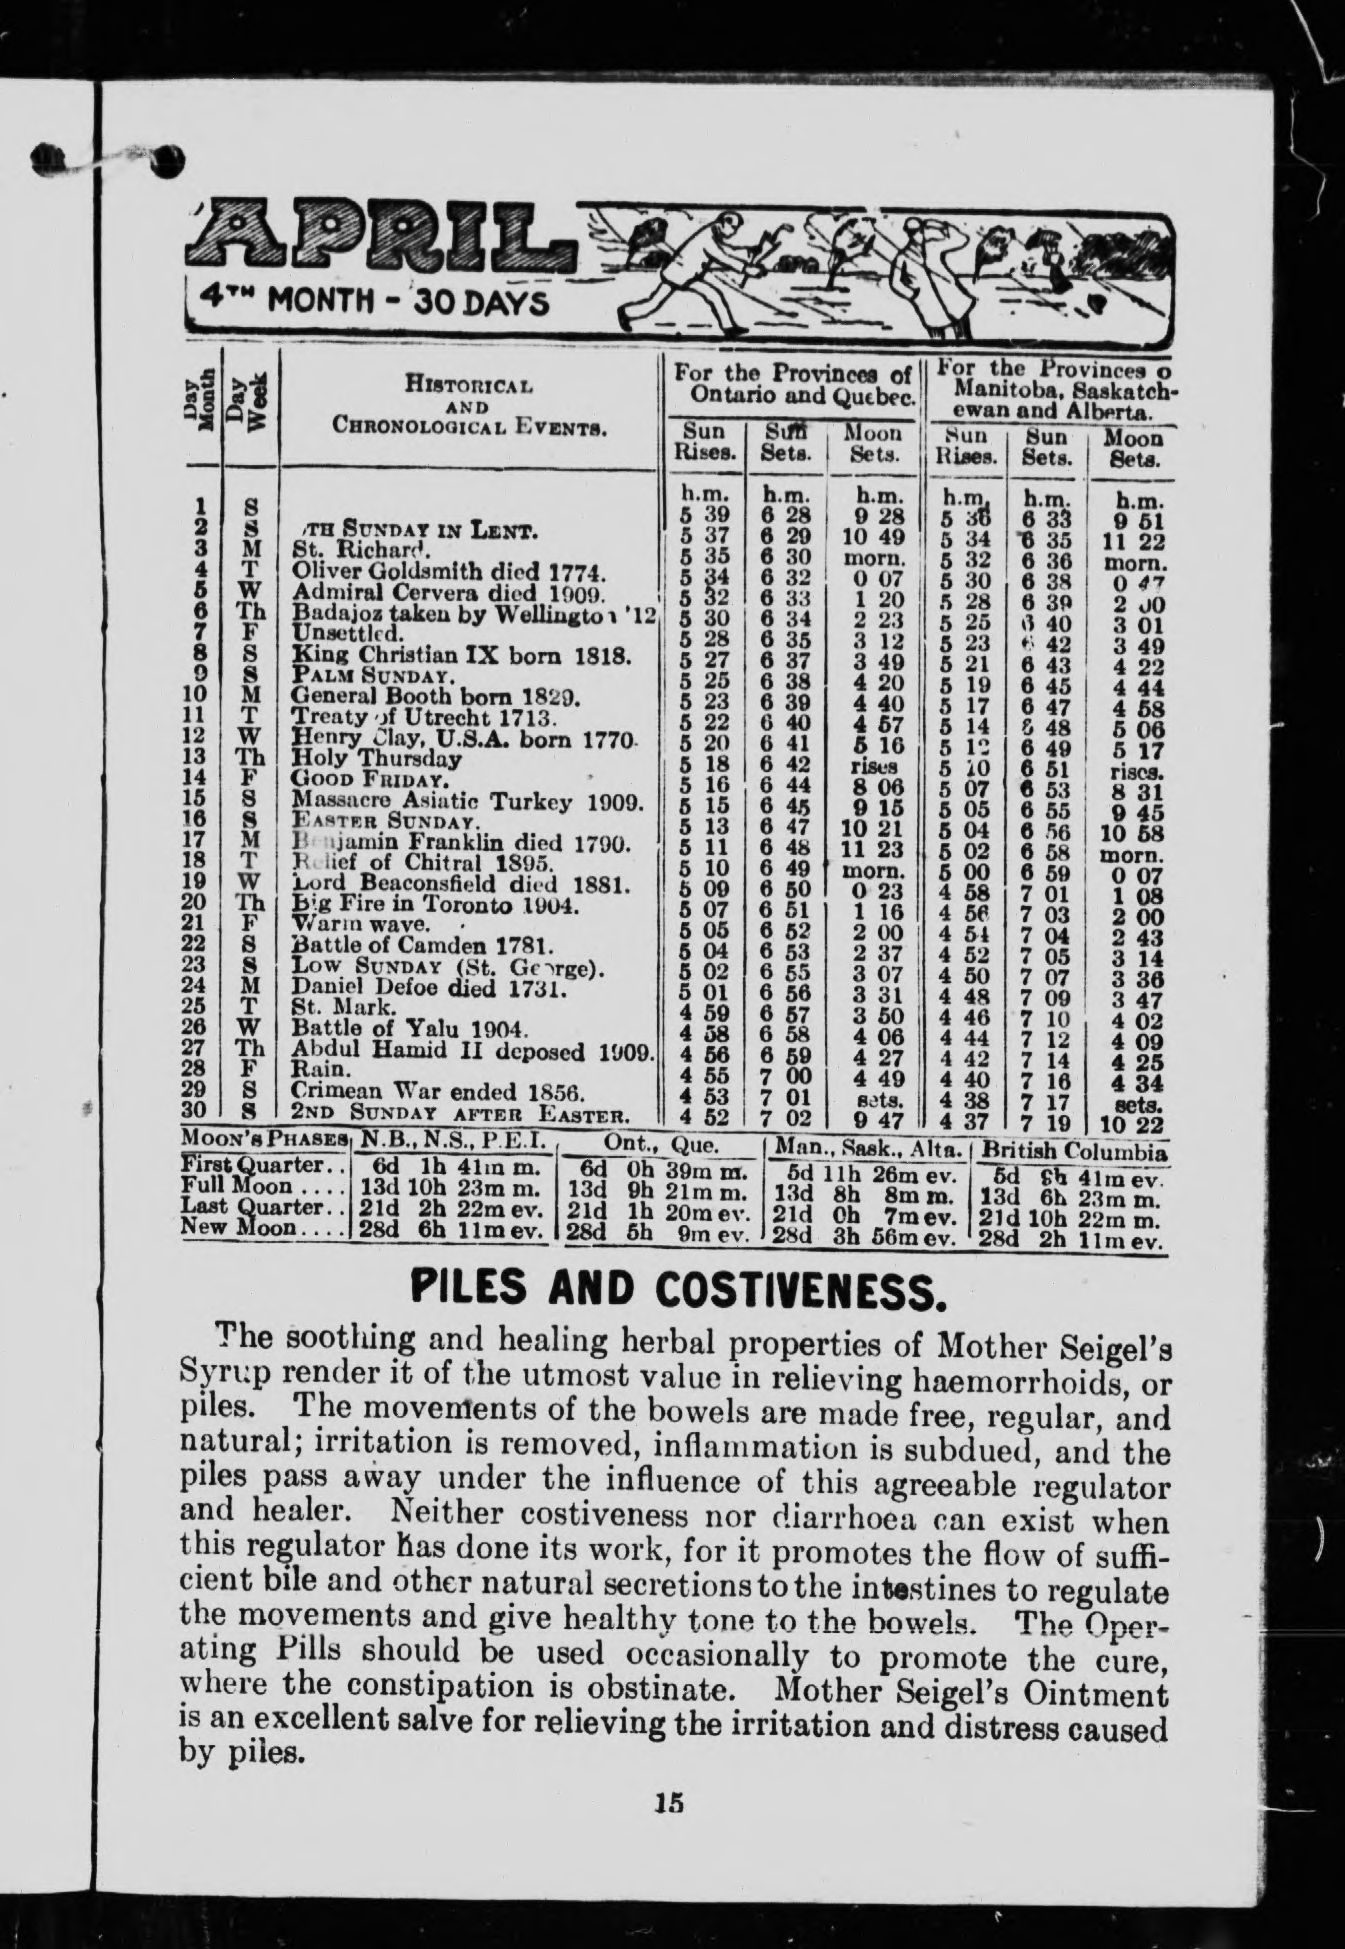 APRIL
4TH MONTH - 30 DAYS
Day Month | Day Week | HISTORICAL AND CHRONOLOGICAL EVENTS. | For the Provinces of Ontario and Quebec. | For the Provinces o Manitoba, Saskatchewan and Alberta.
Sun Rises. | Sun Sets. | Moon Sets. | Sun Rises. | Sun Sets. | Moon Sets.
h.m. | h.m. | h.m. | h.m. | h.m. | h.m.
1 | S | | 5 39 | 6 28 | 9 28 | 5 36 | 6 33 | 9 51
2 | S | TH SUNDAY IN LENT. | 5 37 | 6 29 | 10 49 | 5 34 | 6 35 | 11 22
3 | M | St. Richard. | 5 35 | 6 30 | morn. | 5 32 | 6 36 | morn.
4 | T | Oliver Goldsmith died 1774. | 5 34 | 6 32 | 0 07 | 5 30 | 6 38 | 0 47
5 | W | Admiral Cervera died 1909. | 5 32 | 6 33 | 1 20 | 5 28 | 6 39 | 2 00
6 | Th | Badajoz taken by Wellington '12 | 5 30 | 6 34 | 2 23 | 5 25 | 6 40 | 3 01
7 | F | Unsettled. | 5 28 | 6 35 | 3 12 | 5 23 | 6 42 | 3 49
8 | S | King Christian IX born 1818. | 5 27 | 6 37 | 3 49 | 5 21 | 6 43 | 4 22
9 | S | PALM SUNDAY. | 5 25 | 6 38 | 4 20 | 5 19 | 6 45 | 4 44
10 | M | General Booth born 1829. | 5 23 | 6 39 | 4 40 | 5 17 | 6 47 | 4 58
11 | T | Treaty of Utrecht 1713. | 5 22 | 6 40 | 4 57 | 5 14 | 6 48 | 5 06
12 | W | Henry Clay, U.S.A. born 1770. | 5 20 | 6 41 | 5 16 | 5 12 | 6 49 | 5 17
13 | Th | Holy Thursday | 5 18 | 6 42 | rises | 5 10 | 6 51 | rises.
14 | F | GOOD FRIDAY. | 5 16 | 6 44 | 8 06 | 5 07 | 6 53 | 8 31
15 | S | Massacre Asiatic Turkey 1909. | 5 15 | 6 45 | 9 15 | 5 05 | 6 55 | 9 45
16 | S | EASTER SUNDAY. | 5 13 | 6 47 | 10 21 | 5 04 | 6 56 | 10 58
17 | M | Benjamin Franklin died 1790. | 5 11 | 6 48 | 11 23 | 5 02 | 6 58 | morn.
18 | T | Relief of Chitral 1895. | 5 10 | 6 49 | morn. | 5 00 | 6 59 | 0 07
19 | W | Lord Beaconsfield died 1881. | 5 09 | 6 50 | 0 23 | 4 58 | 7 01 | 1 08
20 | Th | Big Fire in Toronto 1904. | 5 07 | 6 51 | 1 16 | 4 56 | 7 03 | 2 00
21 | F | Warm wave. | 5 05 | 6 52 | 2 00 | 4 54 | 7 04 | 2 43
22 | S | Battle of Camden 1781. | 5 04 | 6 53 | 2 37 | 4 52 | 7 05 | 3 14
23 | S | LOW SUNDAY (St. George). | 5 02 | 6 55 | 3 07 | 4 50 | 7 07 | 3 36
24 | M | Daniel Defoe died 1731. | 5 01 | 6 56 | 3 31 | 4 48 | 7 09 | 3 47
25 | T | St. Mark. | 4 59 | 6 57 | 3 50 | 4 46 | 7 10 | 4 02
26 | W | Battle of Yalu 1904. | 4 58 | 6 58 | 4 06 | 4 44 | 7 12 | 4 09
27 | Th | Abdul Hamid II deposed 1909. | 4 56 | 6 59 | 4 27 | 4 42 | 7 14 | 4 25
28 | F | Rain. | 4 55 | 7 00 | 4 49 | 4 40 | 7 16 | 4 34
29 | S | Crimean War ended 1856. | 4 53 | 7 01 | sets. | 4 38 | 7 17 | sets.
30 | S | 2ND SUNDAY AFTER EASTER. | 4 52 | 7 02 | 9 47 | 4 37 | 7 19 | 10 22
MOON'S PHASES | N.B., N.S., P.E.I. | Ont., Que. | Man., Sask., Alta. | British Columbia
First Quarter.. | 6d 1h 41m m. | 6d 0h 39m m. | 5d 11h 26m ev. | 5d 41m ev.
Full Moon .... | 13d 10h 23m m. | 13d 9h 21m m. | 13d 8h 8m m. | 13d 6h 23m m.
Last Quarter.. | 21d 2h 22m ev. | 21d 1h 20m ev. | 21d 0h 7m ev. | 21d 10h 22m m.
New Moon.... | 28d 6h 11m ev. | 28d 5h 9m ev. | 28d 3h 56m ev. | 28d 2h 11m ev.
PILES AND COSTIVENESS.
The soothing and healing herbal properties of Mother Seigel's
Syrup render it of the utmost value in relieving haemorrhoids, or
piles. The movements of the bowels are made free, regular, and
natural; irritation is removed, inflammation is subdued, and the
piles pass away under the influence of this agreeable regulator
and healer. Neither costiveness nor diarrhoea can exist when
this regulator has done its work, for it promotes the flow of suffi-
cient bile and other natural secretions to the intestines to regulate
the movements and give healthy tone to the bowels. The Oper-
ating Pills should be used occasionally to promote the cure,
where the constipation is obstinate. Mother Seigel's Ointment
is an excellent salve for relieving the irritation and distress caused
by piles.
15